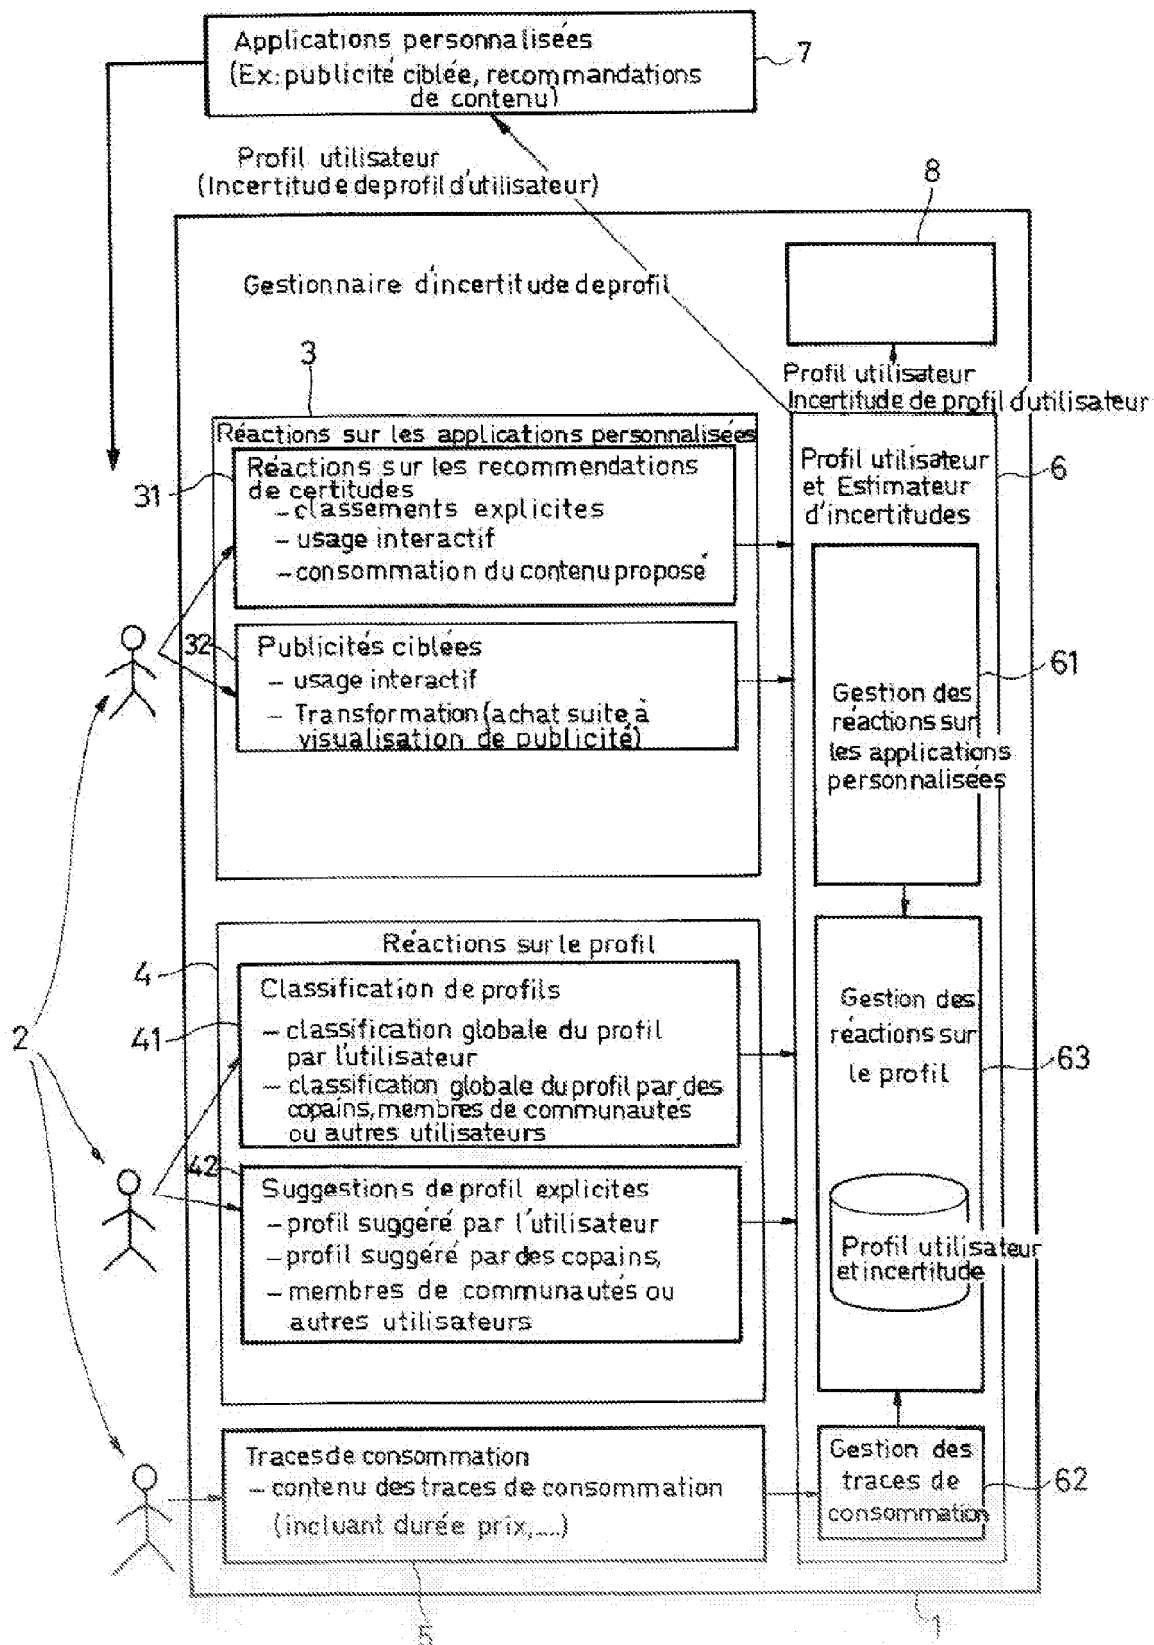 Applications personnalisées
(Ex: publicité ciblée, recommandations
de contenu)
7
Profil utilisateur
(Incertitude de profil d'utilisateur)
8
Gestionnaire d'incertitude de profil
Profil utilisateur
Incertitude de profil d'utilisateur
3
Réactions sur les applications personnalisées
31
Réactions sur les recommendations
de certitudes
- classements explicites
- usage interactif
- consommation du contenu proposé
32
Publicités ciblées
- usage interactif
- Transformation (achat suite à
visualisation de publicité)
Profil utilisateur
et Estimateur
d'incertitudes
6
61
Gestion des
réactions sur
les applications
personnalisées
2
4
Réactions sur le profil
41
Classification de profils
- classification globale du profil
par l'utilisateur
- classification globale du profil par des
copains, membres de communautés
ou autres utilisateurs
42
Suggestions de profil explicites
- profil suggéré par l'utilisateur
- profil suggéré par des copains,
- membres de communautés ou
autres utilisateurs
Gestion des
réactions sur
le profil
63
Profil utilisateur
et incertitude
Traces de consommation
- contenu des traces de consommation
(incluant durée prix,....)
Gestion des
traces de
consommation
62
5
1